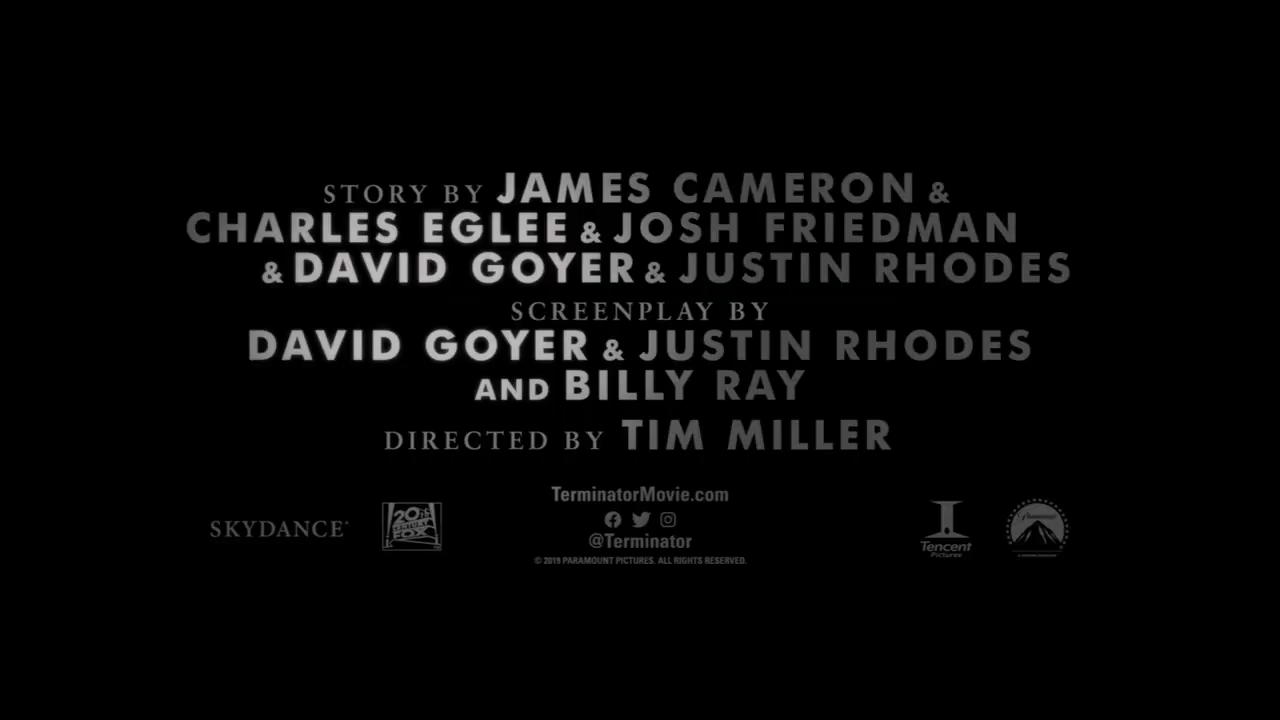 STORY BY JAMES CAMERON &
CHARLES EGLEE & JOSH FRIEDMAN
& DAVID GOYER & JUSTIN RHODES
SCREENPLAY BY
DAVID GOYER & JUSTIN RHODES
AND BILLY RAY
DIRECTED BY TIM MILLER
TerminatorMovie.com
@Terminator
© 2019 PARAMOUNT PICTURES. ALL RIGHTS RESERVED.
SKYDANCE
20th
CENTURY
FOX
Tencent
Pictures
Paramount